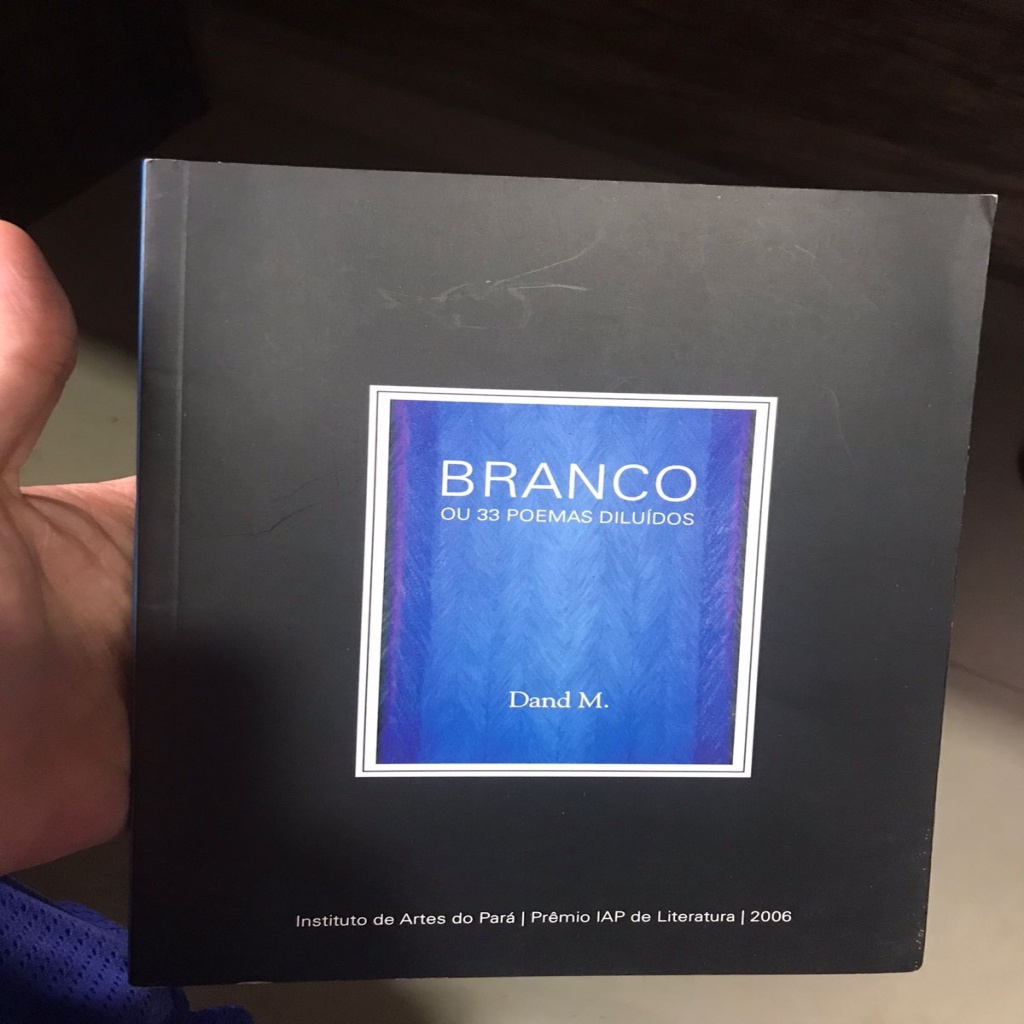 BRANCO
OU 33 POEMAS DILUÍDOS
Dand M.
Instituto de Artes do Pará | Prêmio IAP de Literatura | 2006